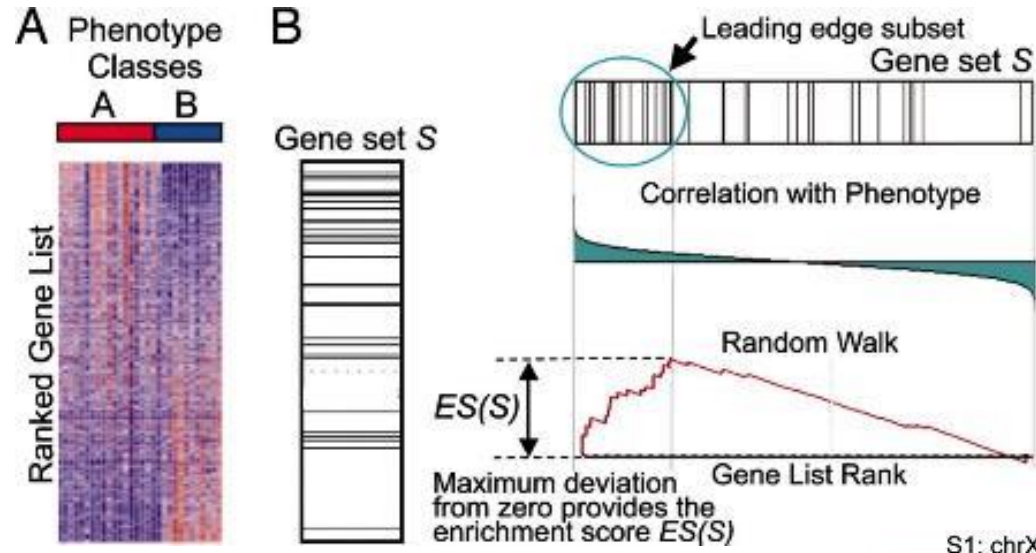 A
Phenotype
Classes
A B
Ranked Gene List
B
Gene set S
Leading edge subset
Gene set S
Correlation with Phenotype
Random Walk
ES(S)
Gene List Rank
Maximum deviation
from zero provides the
enrichment score ES(S)
S1: chrX